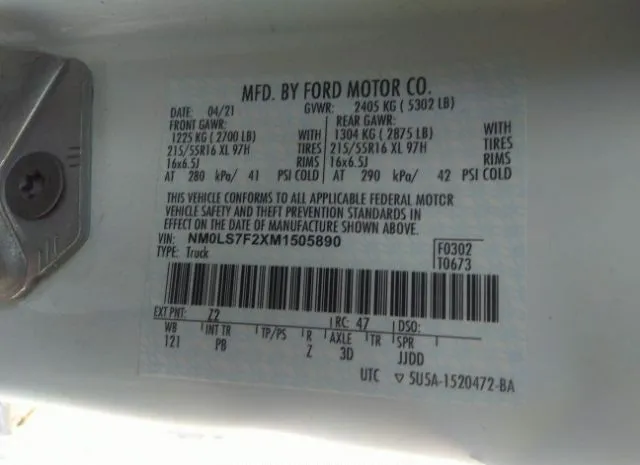 MFD. BY FORD MOTOR CO.
DATE: 04/21 GVWR: 2405 KG ( 5302 LB)
FRONT GAWR: REAR GAWR:
1225 KG ( 2700 LB) WITH 1304 KG ( 2875 LB) WITH
215/55R16 XL 97H TIRES 215/55R16 XL 97H TIRES
16x6.5J RIMS 16x6.5J RIMS
AT 280 kPa/ 41 PSI COLD AT 290 kPa/ 42 PSI COLD
THIS VEHICLE CONFORMS TO ALL APPLICABLE FEDERAL MOTOR
VEHICLE SAFETY AND THEFT PREVENTION STANDARDS IN
EFFECT ON THE DATE OF MANUFACTURE SHOWN ABOVE.
VIN: NM0LS7F2XM1505890 F0302
TYPE: Truck T0673
EXT PNT: Z2 RC: 47 DSO:
WB INT TR TP/PS R AXLE TR SPR
121 PB Z 3D JJDD
UTC ▽ 5U5A-1520472-BA